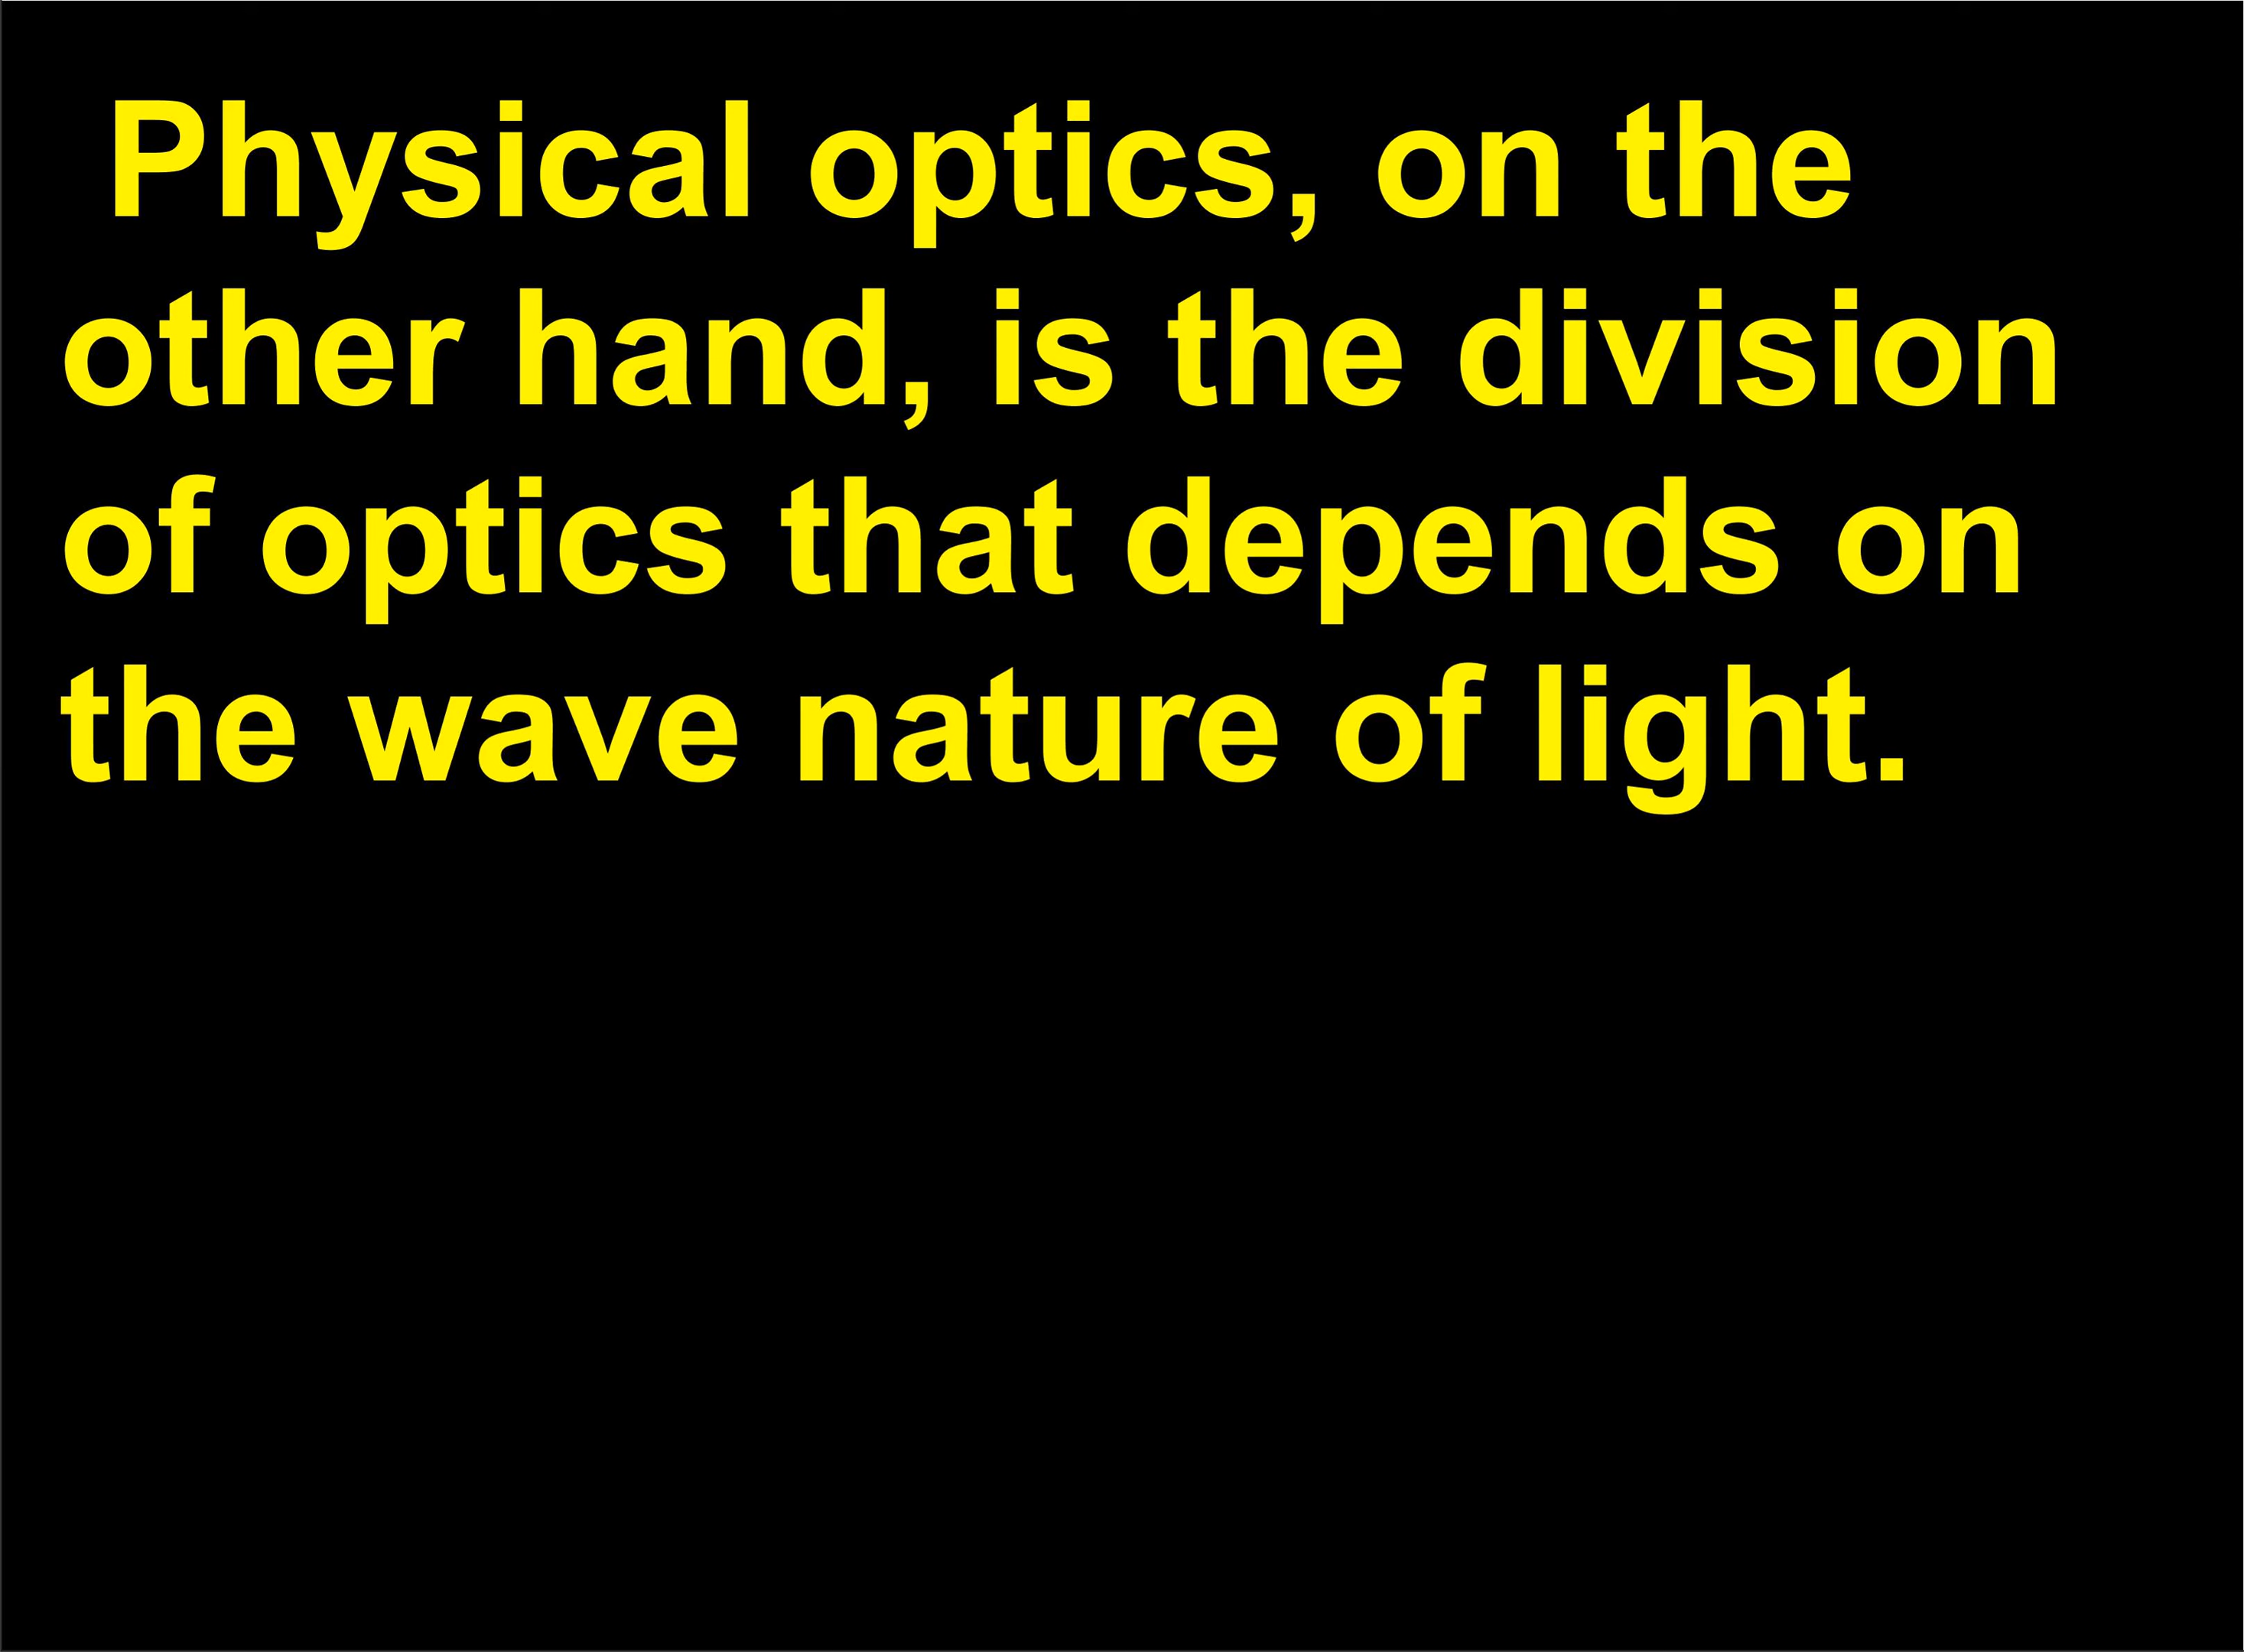 Physical optics, on the
other hand, is the division
of optics that depends on
the wave nature of light.